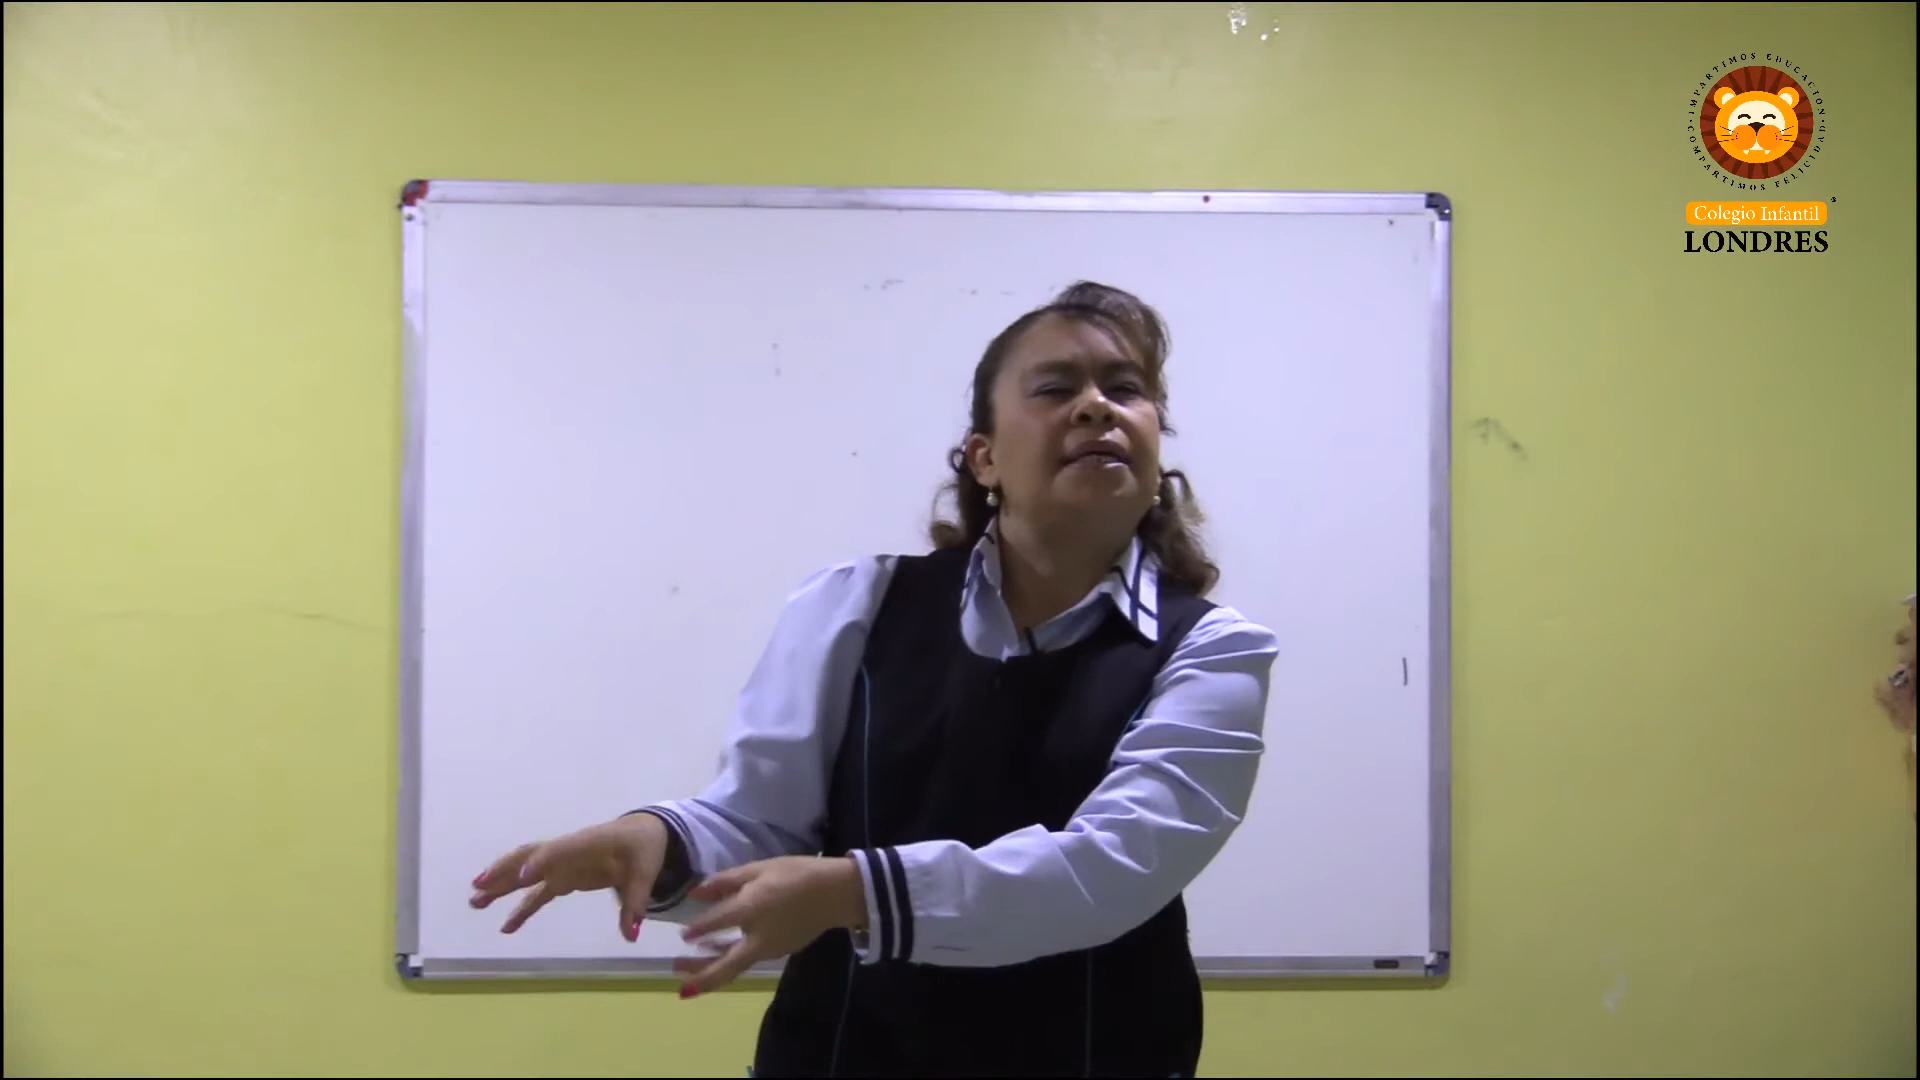 IMPARTIMOS EDUCACIÓN
COMPARTIMOS FELICIDAD
Colegio Infantil
LONDRES